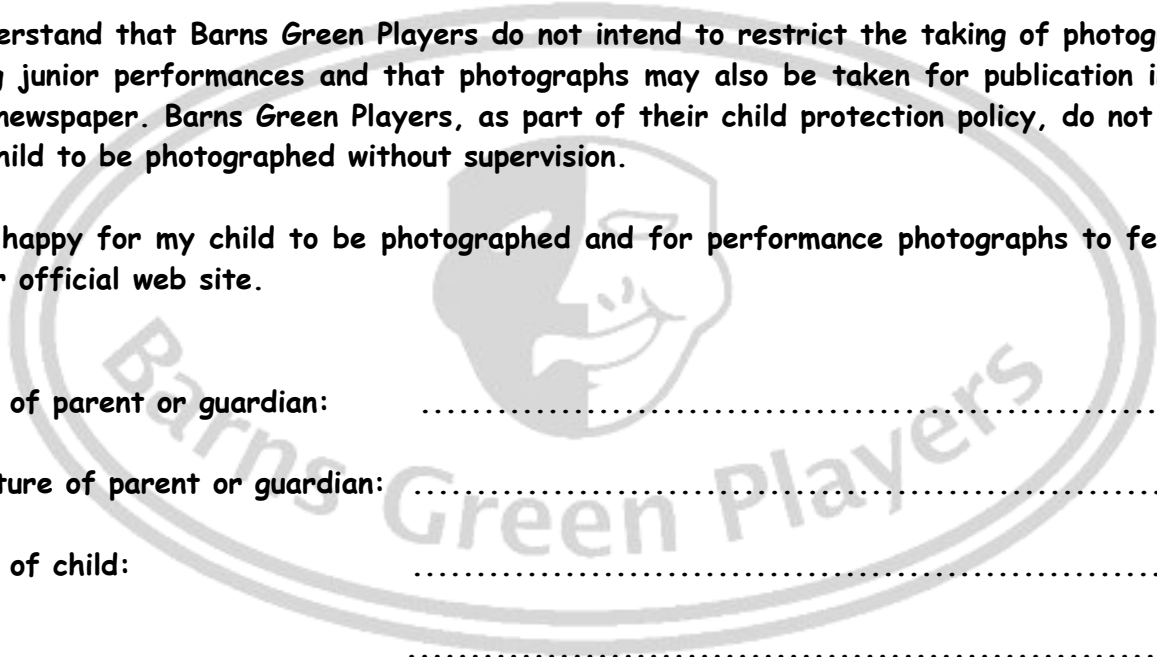 erstand that Barns Green Players do not intend to restrict the taking of photog
g junior performances and that photographs may also be taken for publication i
newspaper. Barns Green Players, as part of their child protection policy, do not
hild to be photographed without supervision.
happy for my child to be photographed and for performance photographs to fe
r official web site.
of parent or guardian: ..........................................................
ture of parent or guardian: ..........................................................
of child: ..........................................................
..........................................................
Barns Green Players